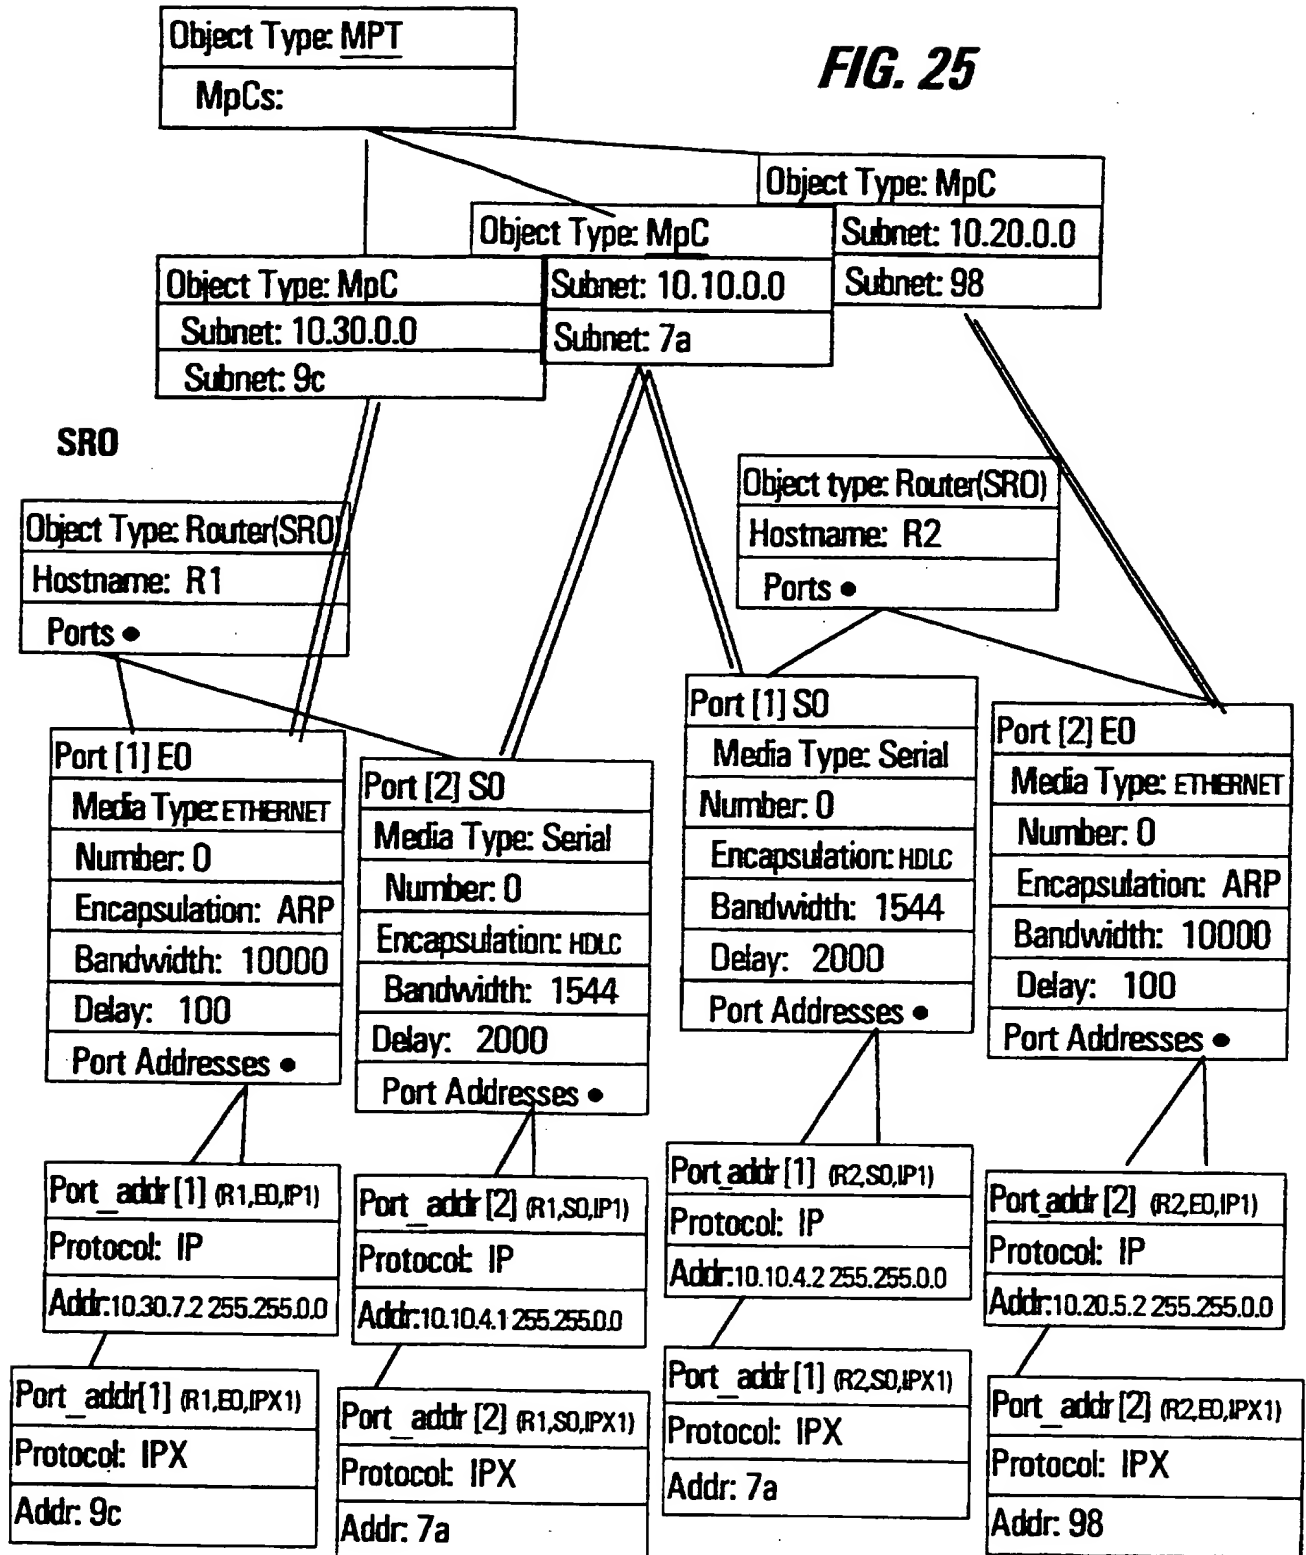 Object Type: MPT
MpCs:
FIG. 25
Object Type: MpC
Subnet: 10.20.0.0
Subnet: 98
Object Type: MpC
Subnet: 10.10.0.0
Subnet: 7a
Object Type: MpC
Subnet: 10.30.0.0
Subnet: 9c
SRO
Object Type: Router(SRO)
Hostname: R1
Ports •
Object type: Router(SRO)
Hostname: R2
Ports •
Port [1] E0
Media Type: ETHERNET
Number: 0
Encapsulation: ARP
Bandwidth: 10000
Delay: 100
Port Addresses •
Port [2] S0
Media Type: Serial
Number: 0
Encapsulation: HDLC
Bandwidth: 1544
Delay: 2000
Port Addresses •
Port [1] S0
Media Type: Serial
Number: 0
Encapsulation: HDLC
Bandwidth: 1544
Delay: 2000
Port Addresses •
Port [2] E0
Media Type: ETHERNET
Number: 0
Encapsulation: ARP
Bandwidth: 10000
Delay: 100
Port Addresses •
Port_addr [1] (R1,E0,IP1)
Protocol: IP
Addr:10.30.7.2 255.255.0.0
Port_addr [2] (R1,S0,IP1)
Protocol: IP
Addr:10.10.4.1 255.255.0.0
Port_addr [1] (R2,S0,IP1)
Protocol: IP
Addr:10.10.4.2 255.255.0.0
Port_addr [2] (R2,E0,IP1)
Protocol: IP
Addr:10.20.5.2 255.255.0.0
Port_addr[1] (R1,E0,IPX1)
Protocol: IPX
Addr: 9c
Port_addr [2] (R1,S0,IPX1)
Protocol: IPX
Addr: 7a
Port_addr [1] (R2,S0,IPX1)
Protocol: IPX
Addr: 7a
Port_addr [2] (R2,E0,IPX1)
Protocol: IPX
Addr: 98